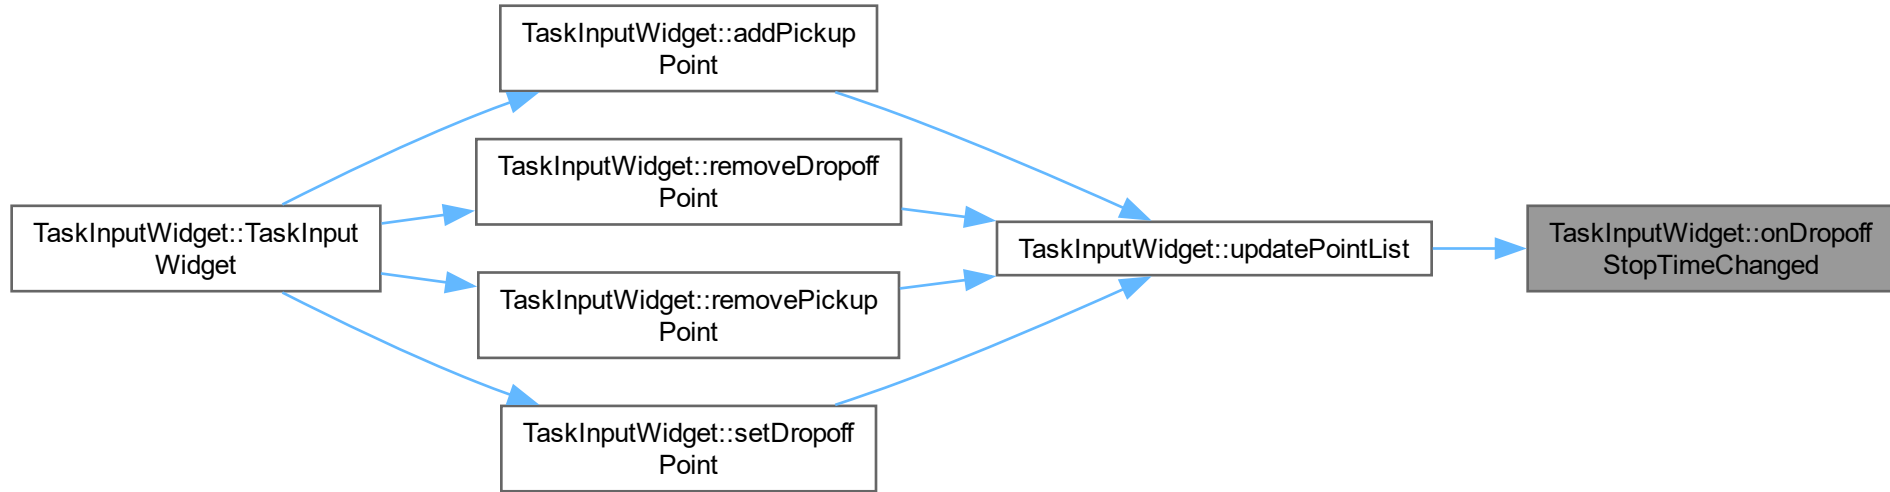 TaskInputWidget::addPickup
Point
TaskInputWidget::removeDropoff
Point
TaskInputWidget::TaskInput
Widget
TaskInputWidget::updatePointList
TaskInputWidget::onDropoff
StopTimeChanged
TaskInputWidget::removePickup
Point
TaskInputWidget::setDropoff
Point